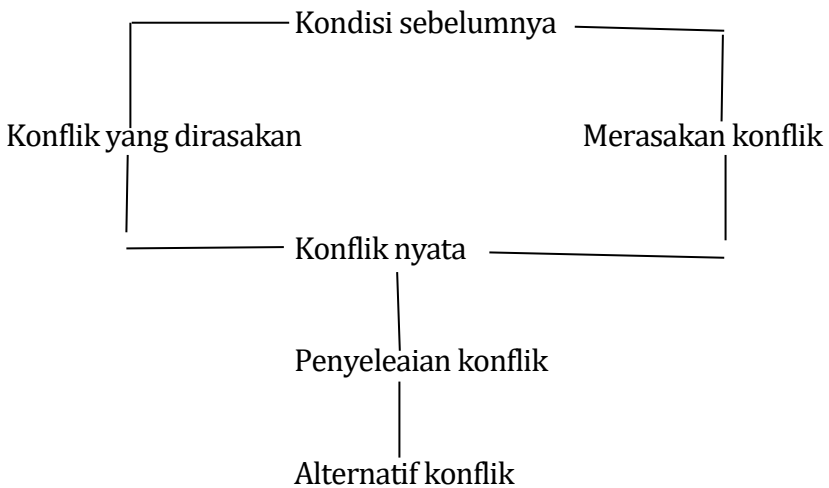 Kondisi sebelumnya
Konflik yang dirasakan
Merasakan konflik
Konflik nyata
Penyeleaian konflik
Alternatif konflik